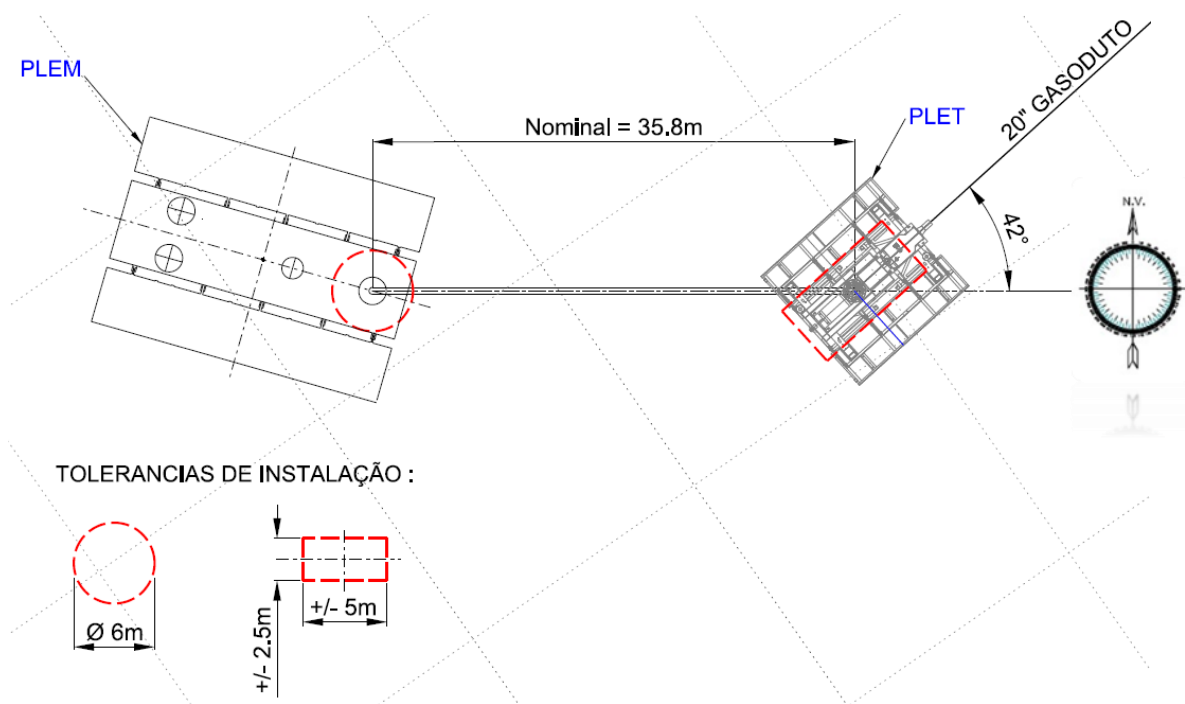 PLEM
Nominal = 35.8m
PLET
20" GASODUTO
42°
N.V.
TOLERANCIAS DE INSTALAÇÃO :
Ø 6m
+/- 2.5m
+/- 5m